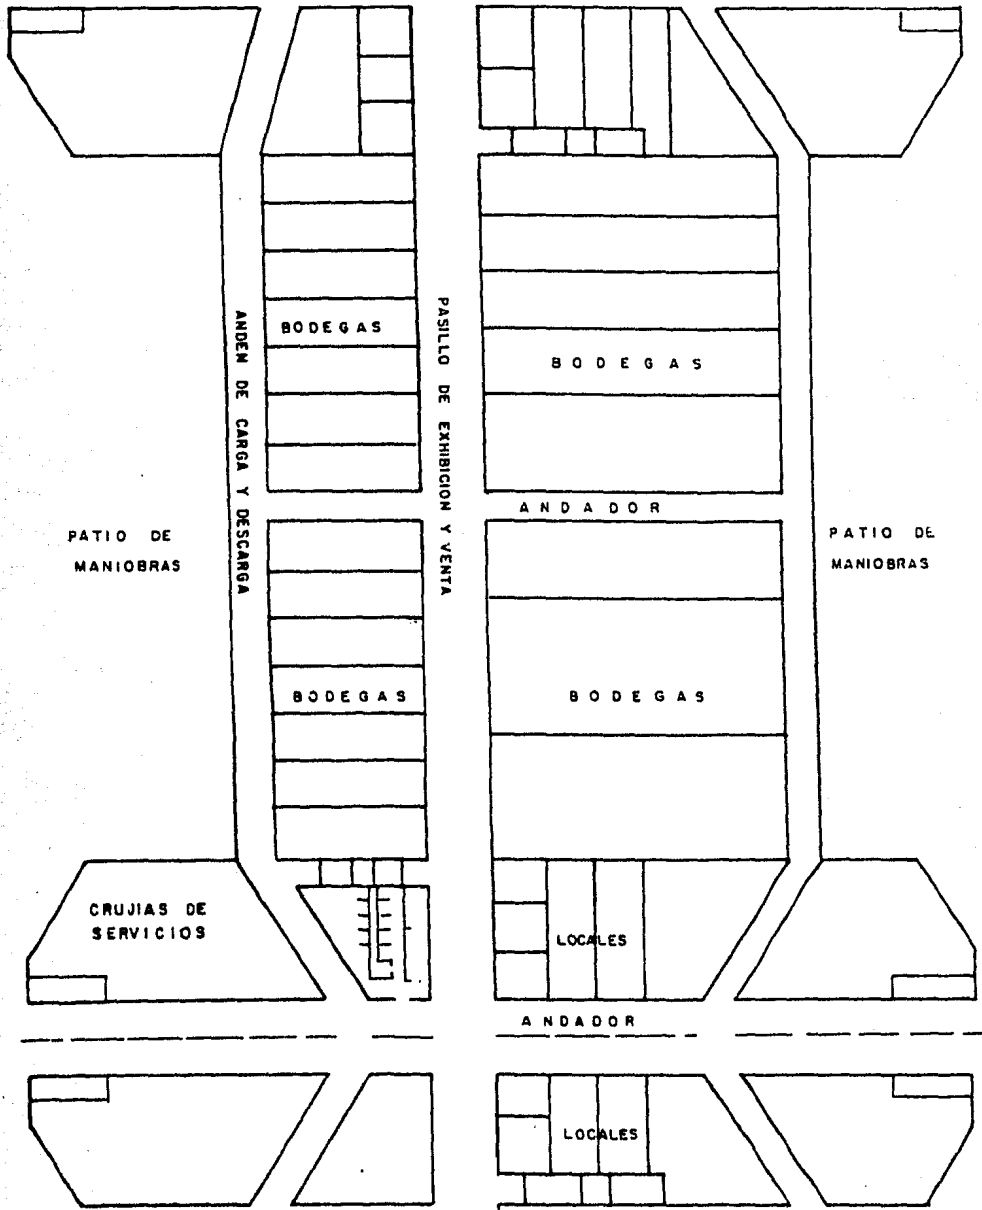 BODEGAS
BODEGAS
ANDEN DE CARGA Y DESCARGA
PASILLO DE EXHIBICION Y VENTA
ANDADOR
PATIO DE
MANIOBRAS
PATIO DE
MANIOBRAS
BODEGAS
BODEGAS
CRUJIAS DE
SERVICIOS
LOCALES
ANDADOR
LOCALES